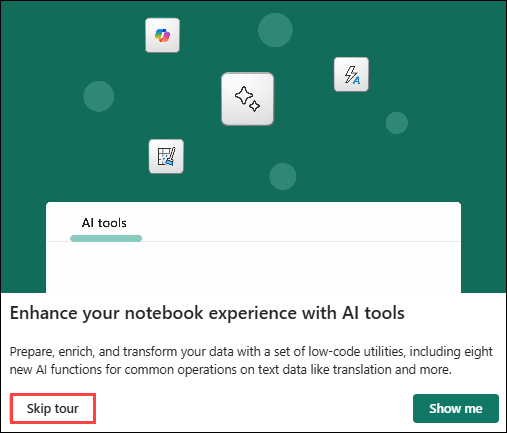 AI tools
Enhance your notebook experience with AI tools
Prepare, enrich, and transform your data with a set of low-code utilities, including eight
new AI functions for common operations on text data like translation and more.
Skip tour
Show me